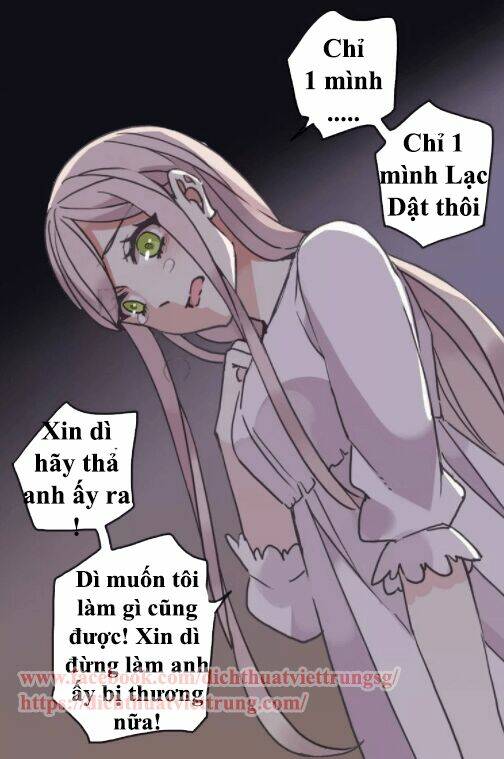 Chỉ
1 mình
.....
Chỉ 1
mình Lạc
Dật thôi
Xin dì
hãy thả
anh ấy ra
!
Dì muốn tôi
làm gì cũng
được! Xin dì
đừng làm anh
ấy bị thương
nữa!
www.facebook.com/dichthuatviettrungsg/
https://dichthuatviettrung.com/